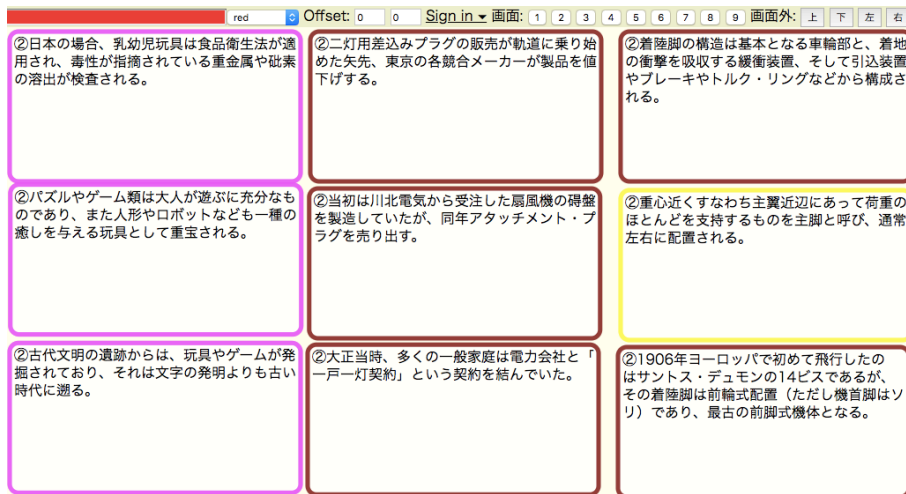 red Offset: 0 0 Sign in 画面: 1 2 3 4 5 6 7 8 9 画面外: 上 下 左 右
②日本の場合、乳幼児玩具は食品衛生法が適
用され、毒性が指摘されている重金属や砒素
の溶出が検査される。
②二灯用差込みプラグの販売が軌道に乗り始
めた矢先、東京の各競合メーカーが製品を値
下げする。
②着陸脚の構造は基本となる車輪部と、着地
の衝撃を吸収する緩衝装置、そして引込装置
やブレーキやトルク・リングなどから構成さ
れる。
②パズルやゲーム類は大人が遊ぶに充分なも
のであり、また人形やロボットなども一種の
癒しを与える玩具として重宝される。
②当初は川北電気から受注した扇風機の碍盤
を製造していたが、同年アタッチメント・プ
ラグを売り出す。
②重心近くすなわち主翼近辺にあって荷重の
ほとんどを支持するものを主脚と呼び、通常
左右に配置される。
②古代文明の遺跡からは、玩具やゲームが発
掘されており、それは文字の発明よりも古い
時代に遡る。
②大正当時、多くの一般家庭は電力会社と「
一戸一灯契約」という契約を結んでいた。
②1906年ヨーロッパで初めて飛行したの
はサントス・デュモンの14ビスであるが、
その着陸脚は前輪式配置（ただし機首脚はソ
リ）であり、最古の前脚式機体となる。